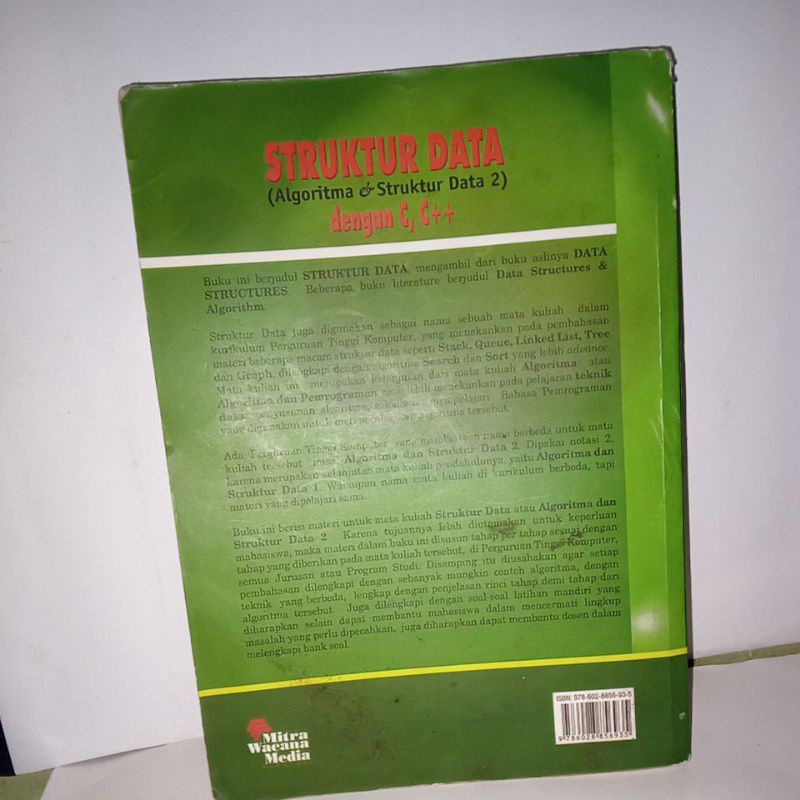 STRUKTUR DATA
(Algoritma & Struktur Data 2)
dengan C, C++
Buku ini berjudul STRUKTUR DATA, mengambil dari buku aslinya DATA
STRUCTURES. Beberapa buku literature berjudul Data Structures &
Algorithm.
Struktur Data juga digunakan sebagai nama sebuah mata kuliah dalam
kurikulum Perguruan Tinggi Komputer, yang menekankan pada pembahasan
materi beberapa macam struktur data seperti Stack, Queue, Linked List, Tree
dan Graph, dilengkapi dengan algoritma Search dan Sort yang lebih advance.
Mata kuliah ini merupakan kelanjutan dari mata kuliah Algoritma atau
Algoritma dan Pemrograman yang lebih menekankan pada pelajaran teknik
dasar penyusunan algoritma, sekaligus mempelajari Bahasa Pemrograman
yang digunakan untuk algoritma tersebut.
Ada Perguruan Tinggi Komputer yang memberikan nama berbeda untuk mata
kuliah tersebut Algoritma dan Struktur Data 2. Dipakai notasi 2,
karena merupakan kelanjutan mata kuliah pendahulunya, yaitu Algoritma dan
Struktur Data 1. Walaupun nama mata kuliah di kurikulum berbeda, tapi
materi yang dipelajari sama.
Buku ini berisi materi untuk mata kuliah Struktur Data atau Algoritma dan
Struktur Data 2. Karena tujuannya lebih diutamakan untuk keperluan
mahasiswa, maka materi dalam buku ini disusun tahap per tahap sesuai dengan
tahap yang diberikan pada mata kuliah tersebut, di Perguruan Tinggi Komputer,
semua Jurusan atau Program Studi. Disamping itu diusahakan agar setiap
pembahasan dilengkapi dengan sebanyak mungkin contoh algoritma, dengan
teknik yang berbeda, lengkap dengan penjelasan rinci tahap demi tahap dari
algoritma tersebut. Juga dilengkapi dengan soal-soal latihan mandiri yang
diharapkan selain dapat membantu mahasiswa dalam mencermati lingkup
masalah yang perlu dipecahkan, juga diharapkan dapat membantu dosen dalam
melengkapi bank soal.
ISBN: 978-602-8856-93-5
9 786028 856935
Mitra
Wacana
Media